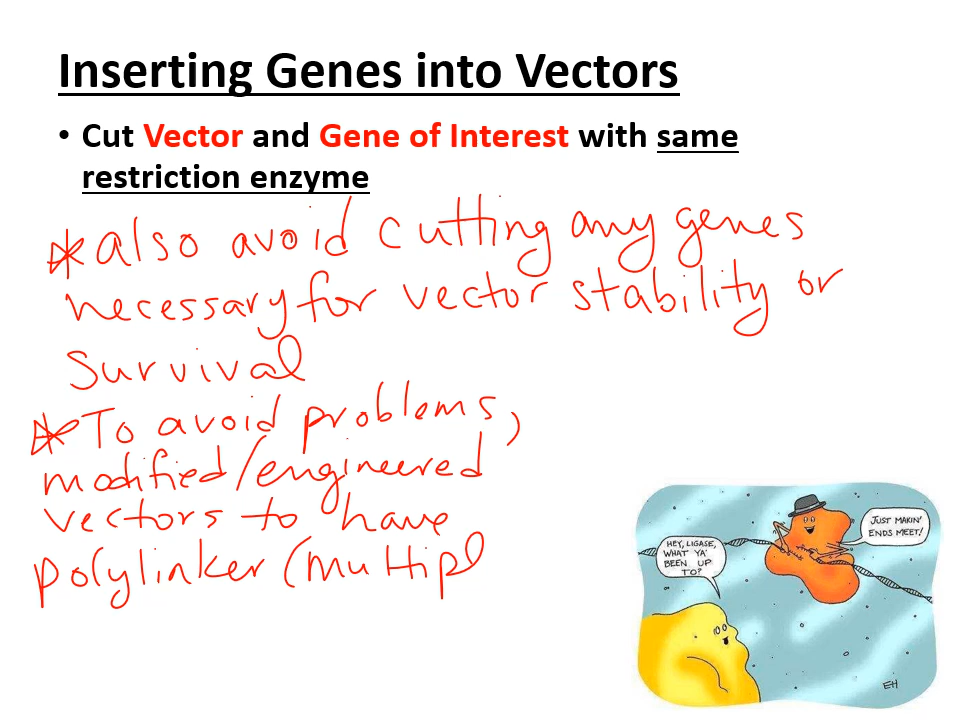 Inserting Genes into Vectors
• Cut Vector and Gene of Interest with same
restriction enzyme
*also avoid cutting any genes
necessary for vector stability or
survival
*To avoid problems,
modified/engineered
vectors to have
polylinker (multipl
HEY, LIGASE,
WHAT YA'
BEEN UP
TO?
JUST MAKIN'
ENDS MEET!
EH